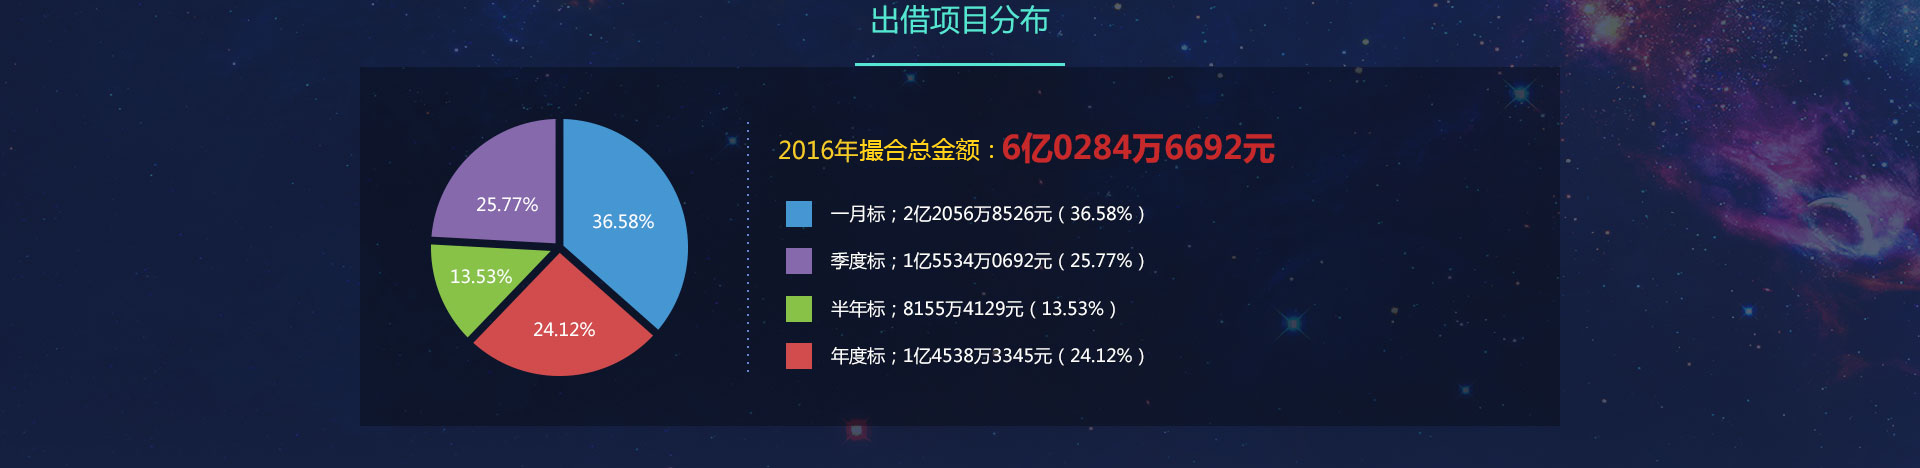 出借项目分布
25.77%
36.58%
13.53%
24.12%
2016年撮合总金额：6亿0284万6692元
一月标；2亿2056万8526元（36.58%）
季度标；1亿5534万0692元（25.77%）
半年标；8155万4129元（13.53%）
年度标；1亿4538万3345元（24.12%）